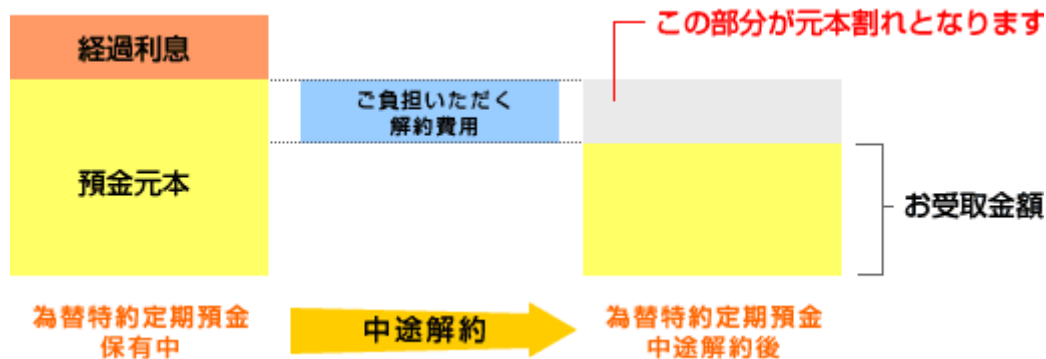 この部分が元本割れとなります
経過利息
ご負担いただく
解約費用
預金元本
お受取金額
為替特約定期預金
保有中
中途解約
為替特約定期預金
中途解約後